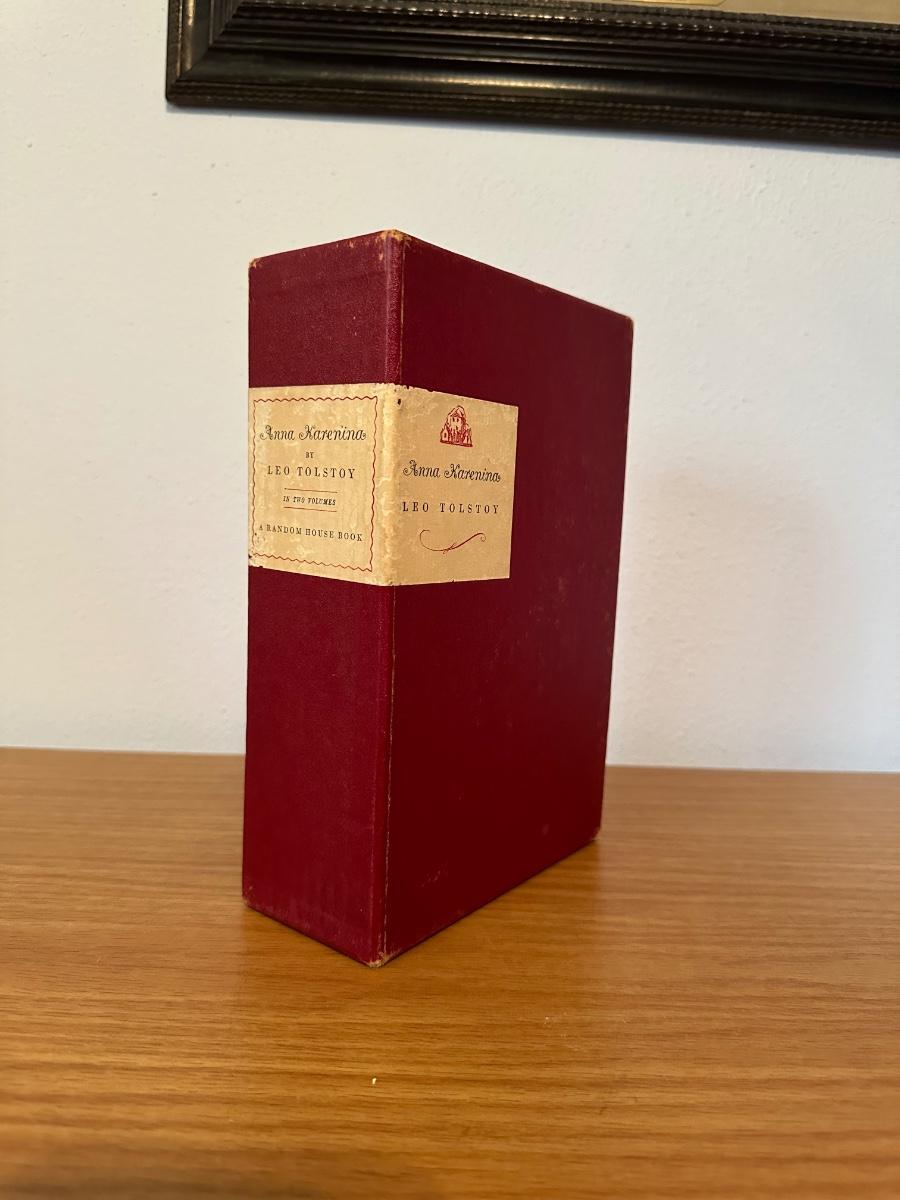 Anna Karenina
BY
LEO TOLSTOY
IN TWO VOLUMES
A RANDOM HOUSE BOOK
Anna Karenina
LEO TOLSTOY